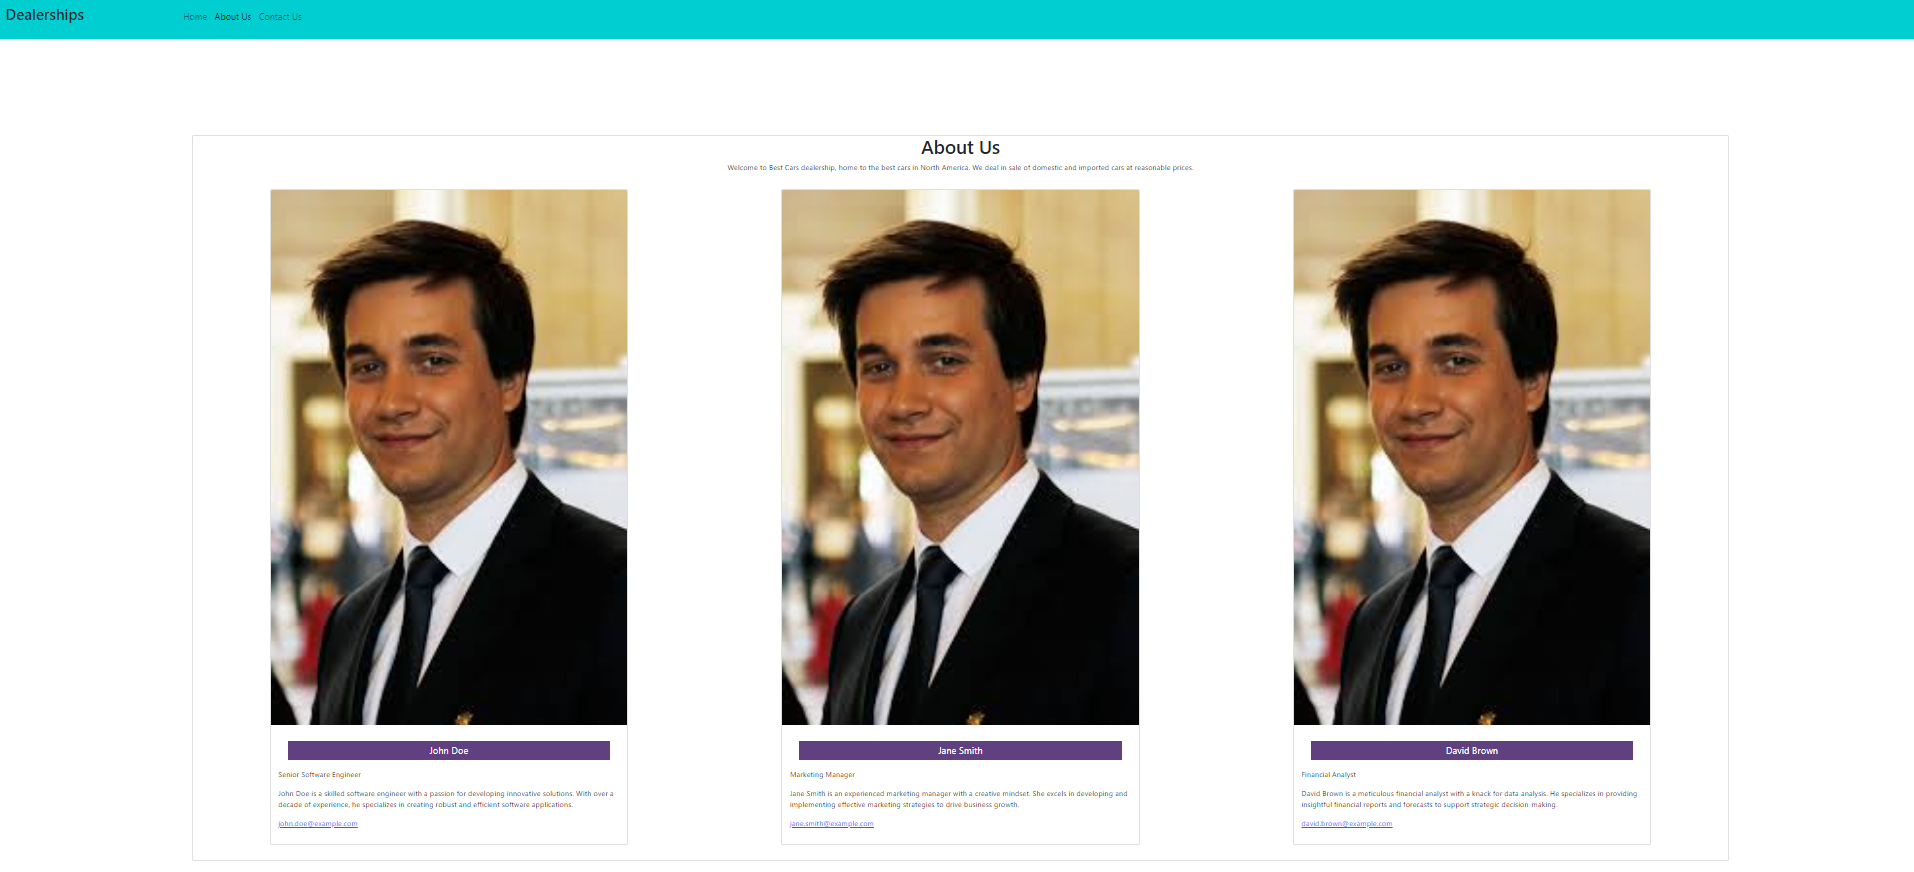 Dealerships
Home About Us Contact Us
About Us
Welcome to Best Cars dealership, home to the best cars in North America. We deal in sale of domestic and imported cars at reasonable prices.
John Doe
Senior Software Engineer
John Doe is a skilled software engineer with a passion for developing innovative solutions. With over a
decade of experience, he specializes in creating robust and efficient software applications.
john.doe@example.com
Jane Smith
Marketing Manager
Jane Smith is an experienced marketing manager with a creative mindset. She excels in developing and
implementing effective marketing strategies to drive business growth.
jane.smith@example.com
David Brown
Financial Analyst
David Brown is a meticulous financial analyst with a knack for data analysis. He specializes in providing
insightful financial reports and forecasts to support strategic decision-making.
david.brown@example.com